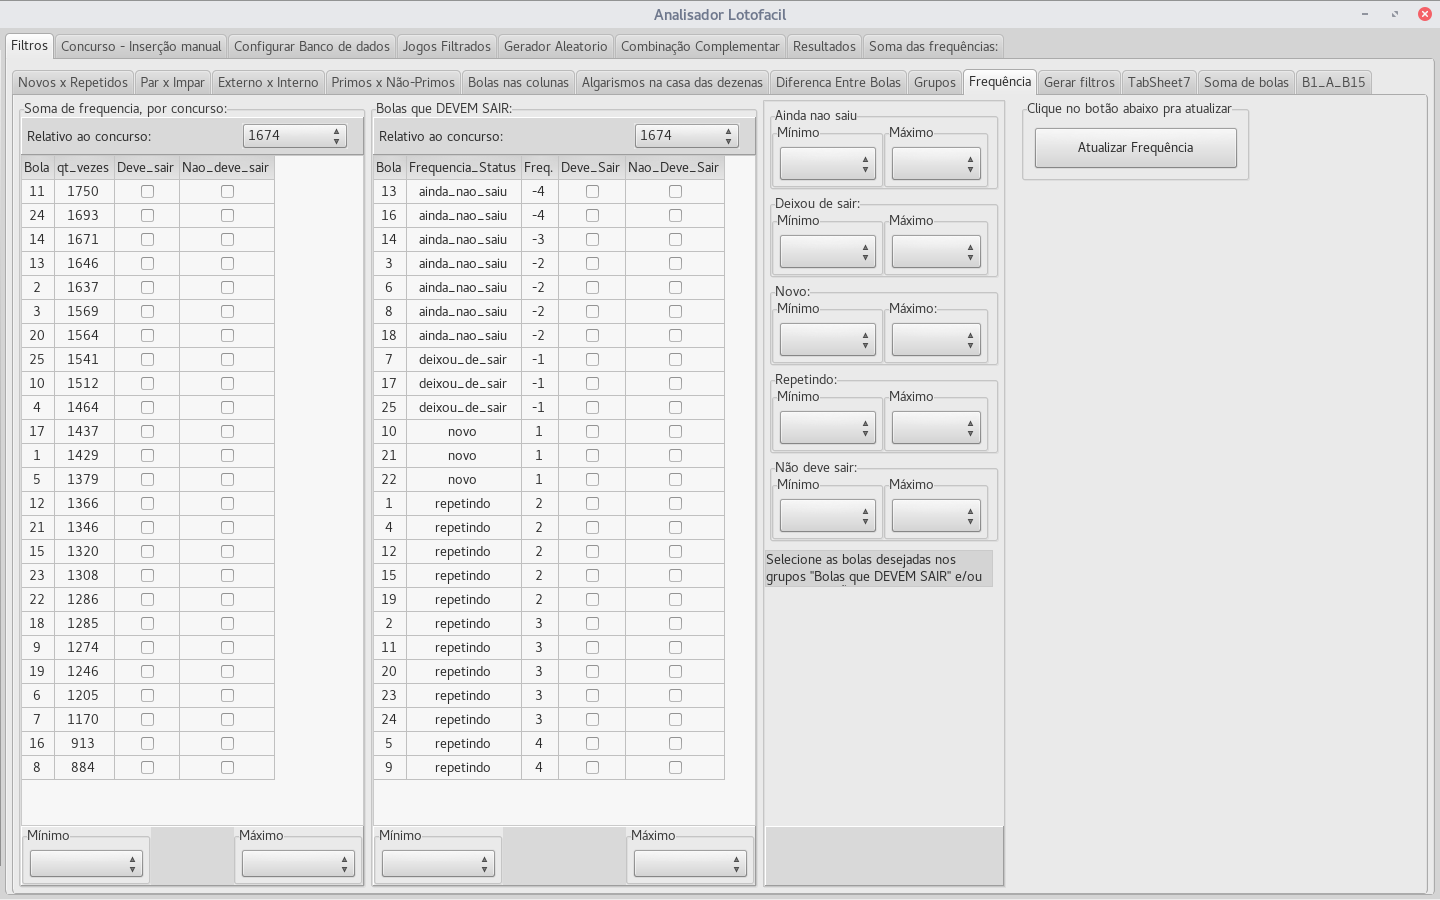 Analisador Lotofacil
Filtros Concurso - Inserção manual Configurar Banco de dados Jogos Filtrados Gerador Aleatorio Combinação Complementar Resultados Soma das frequências:
Novos x Repetidos Par x Impar Externo x Interno Primos x Não-Primos Bolas nas colunas Algarismos na casa das dezenas Diferenca Entre Bolas Grupos Frequência Gerar filtros TabSheet7 Soma de bolas B1_A_B15
Soma de frequencia, por concurso:
Relativo ao concurso: 1674
Bola qt_vezes Deve_sair Nao_deve_sair
11 1750
24 1693
14 1671
13 1646
2 1637
3 1569
20 1564
25 1541
10 1512
4 1464
17 1437
1 1429
5 1379
12 1366
21 1346
15 1320
23 1308
22 1286
18 1285
9 1274
19 1246
6 1205
7 1170
16 913
8 884
Mínimo Máximo
Bolas que DEVEM SAIR:
Relativo ao concurso: 1674
Bola Frequencia_Status Freq. Deve_Sair Nao_Deve_Sair
13 ainda_nao_saiu -4
16 ainda_nao_saiu -4
14 ainda_nao_saiu -3
3 ainda_nao_saiu -2
6 ainda_nao_saiu -2
8 ainda_nao_saiu -2
18 ainda_nao_saiu -2
7 deixou_de_sair -1
17 deixou_de_sair -1
25 deixou_de_sair -1
10 novo 1
21 novo 1
22 novo 1
1 repetindo 2
4 repetindo 2
12 repetindo 2
15 repetindo 2
19 repetindo 2
2 repetindo 3
11 repetindo 3
20 repetindo 3
23 repetindo 3
24 repetindo 3
5 repetindo 4
9 repetindo 4
Mínimo Máximo
Ainda nao saiu
Mínimo Máximo
Deixou de sair:
Mínimo Máximo
Novo:
Mínimo Máximo:
Repetindo:
Mínimo Máximo
Não deve sair:
Mínimo Máximo
Selecione as bolas desejadas nos
grupos "Bolas que DEVEM SAIR" e/ou
Clique no botão abaixo pra atualizar
Atualizar Frequência